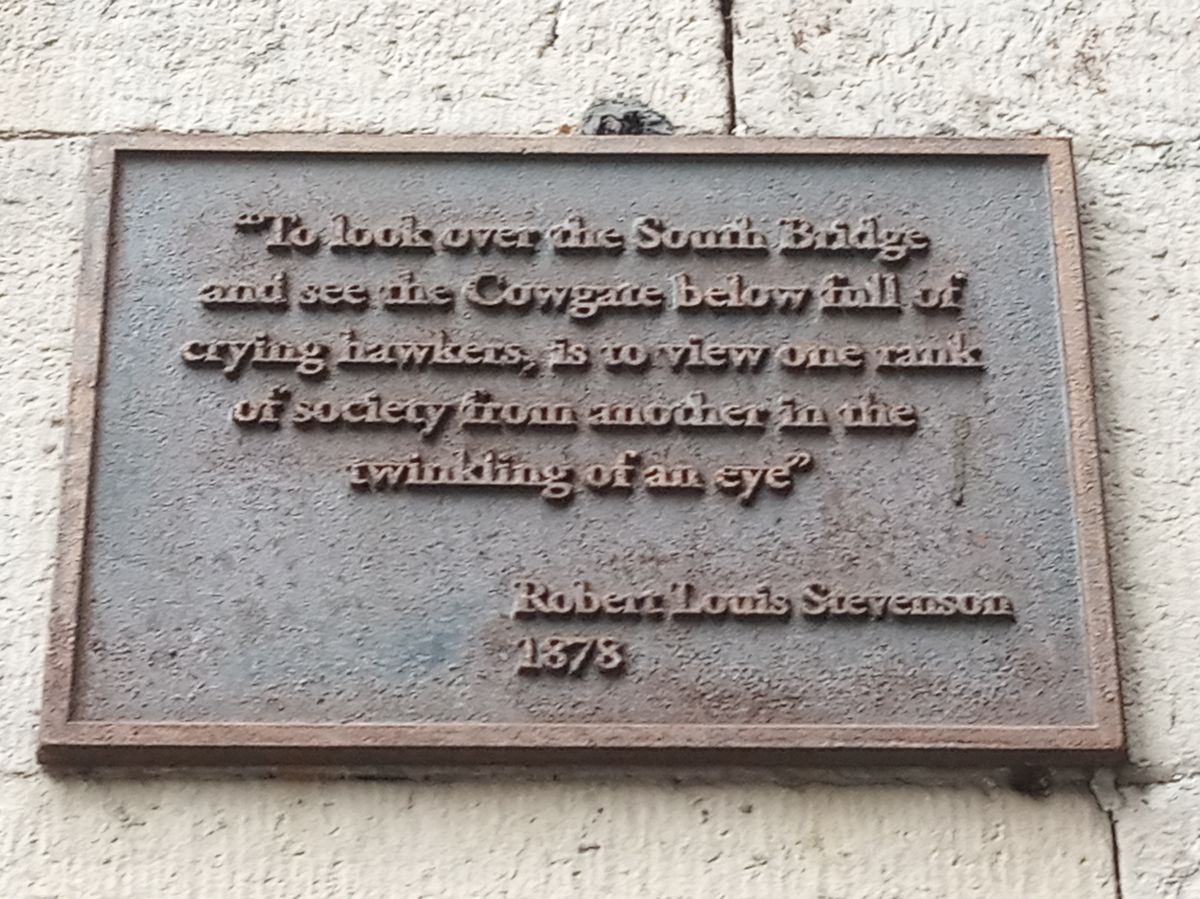 “To look over the South Bridge
and see the Cowgate below full of
crying hawkers, is to view one rank
of society from another in the
twinkling of an eye”
Robert Louis Stevenson
1878